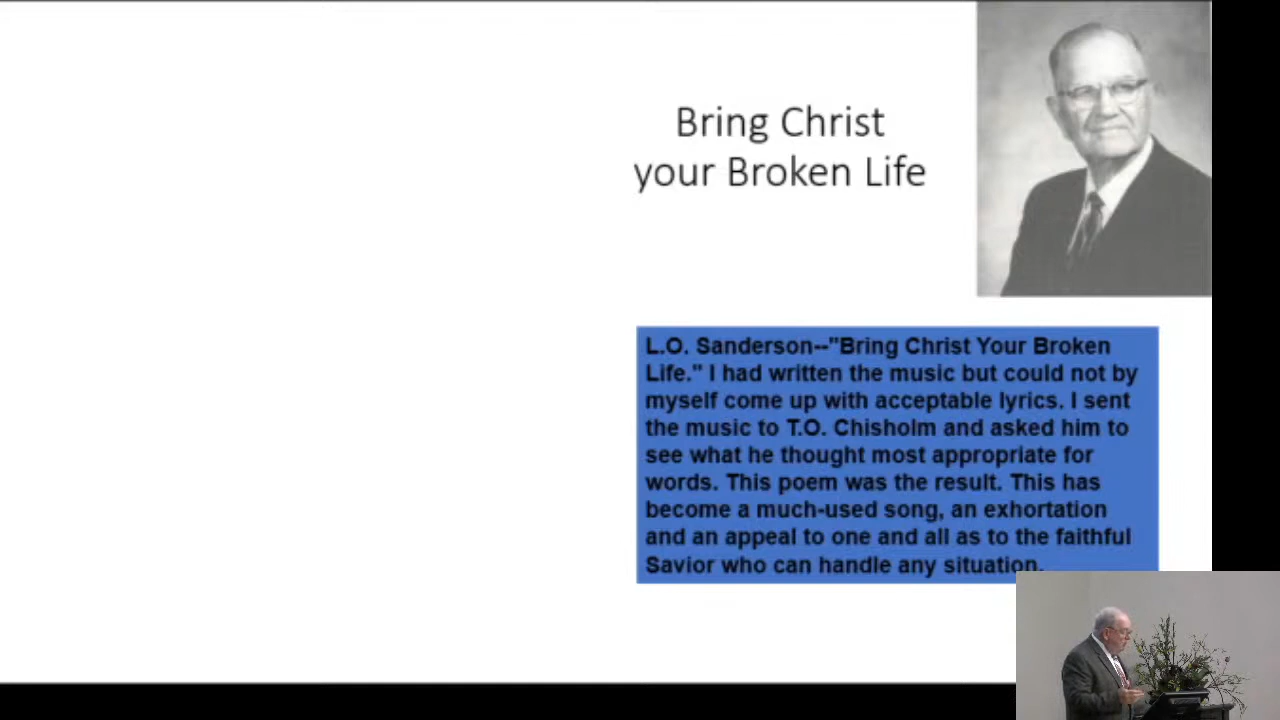 Bring Christ
your Broken Life
L.O. Sanderson--"Bring Christ Your Broken
Life." I had written the music but could not by
myself come up with acceptable lyrics. I sent
the music to T.O. Chisholm and asked him to
see what he thought most appropriate for
words. This poem was the result. This has
become a much-used song, an exhortation
and an appeal to one and all as to the faithful
Savior who can handle any situation.